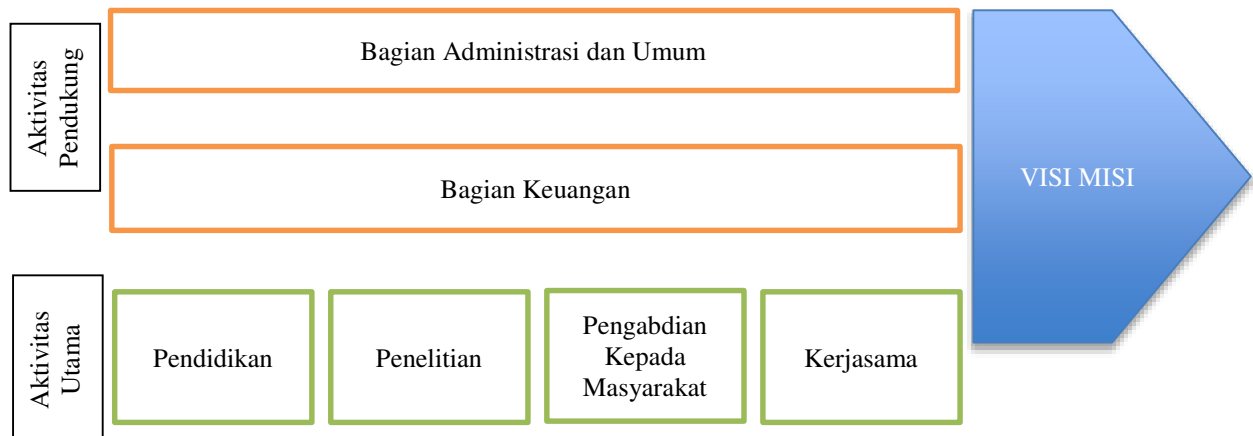 Aktivitas
Pendukung
Bagian Administrasi dan Umum
Bagian Keuangan
VISI MISI
Aktivitas
Utama
Pendidikan
Penelitian
Pengabdian
Kepada
Masyarakat
Kerjasama